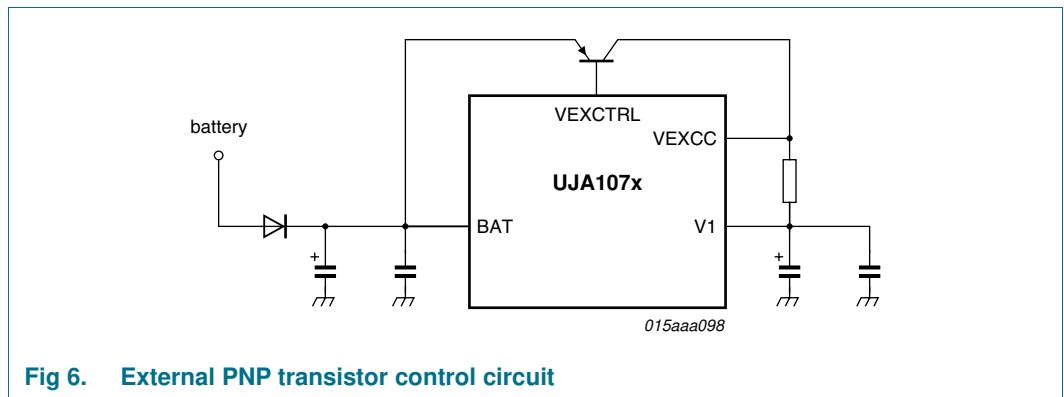 VEXCTRL
battery
VEXCC
UJA107x
BAT
V1
+
+
015aaa098
Fig 6. External PNP transistor control circuit